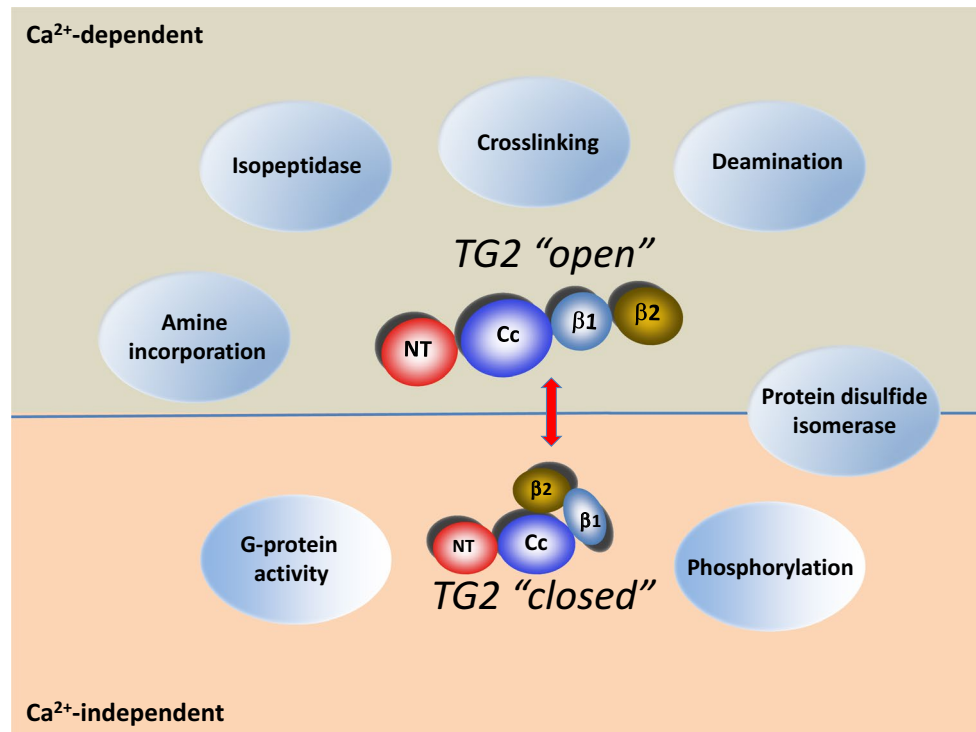 Ca²⁺-dependent
Crosslinking
Isopeptidase
Deamination
TG2 “open”
Amine
incorporation
NT
Cc
β1
β2
Protein disulfide
isomerase
β2
β1
NT
Cc
G-protein
activity
Phosphorylation
TG2 “closed”
Ca²⁺-independent